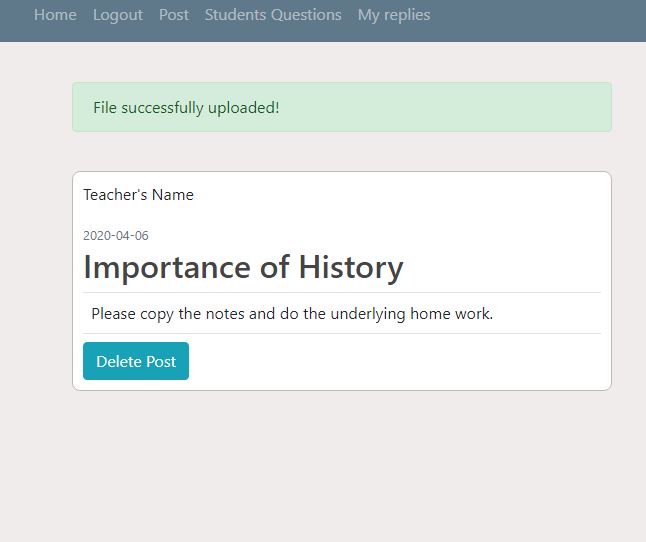 Home Logout Post Students Questions My replies
File successfully uploaded!
Teacher's Name
2020-04-06
Importance of History
Please copy the notes and do the underlying home work.
Delete Post